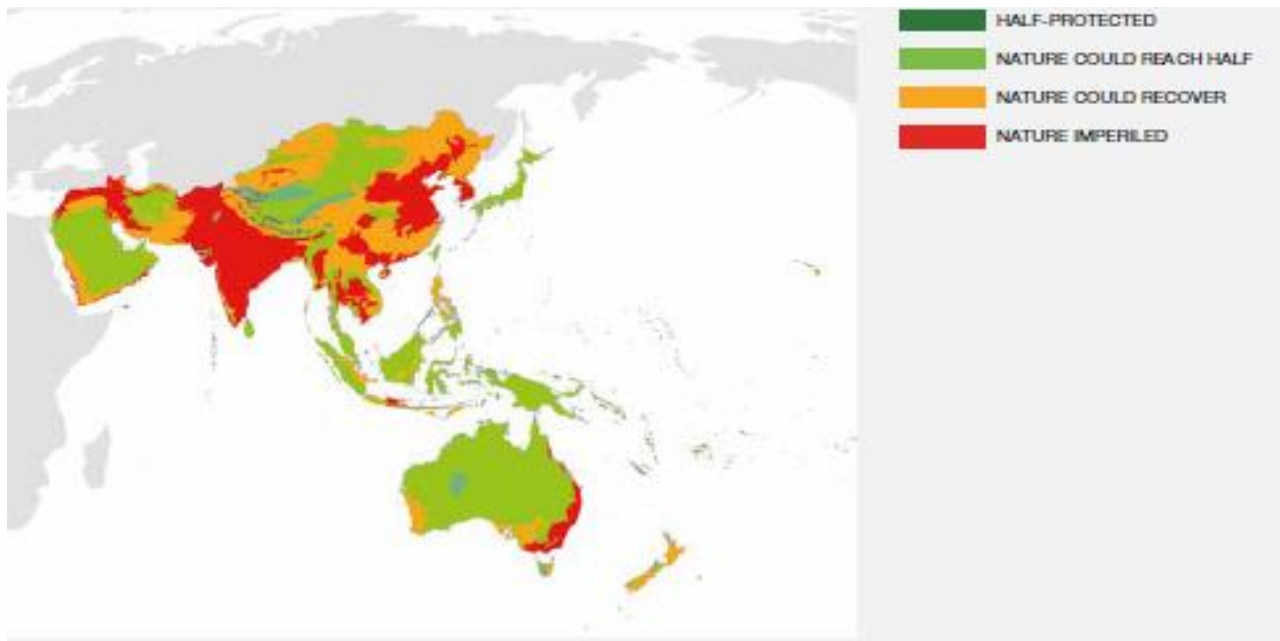 HALF-PROTECTED
NATURE COULD REACH HALF
NATURE COULD RECOVER
NATURE IMPERILED